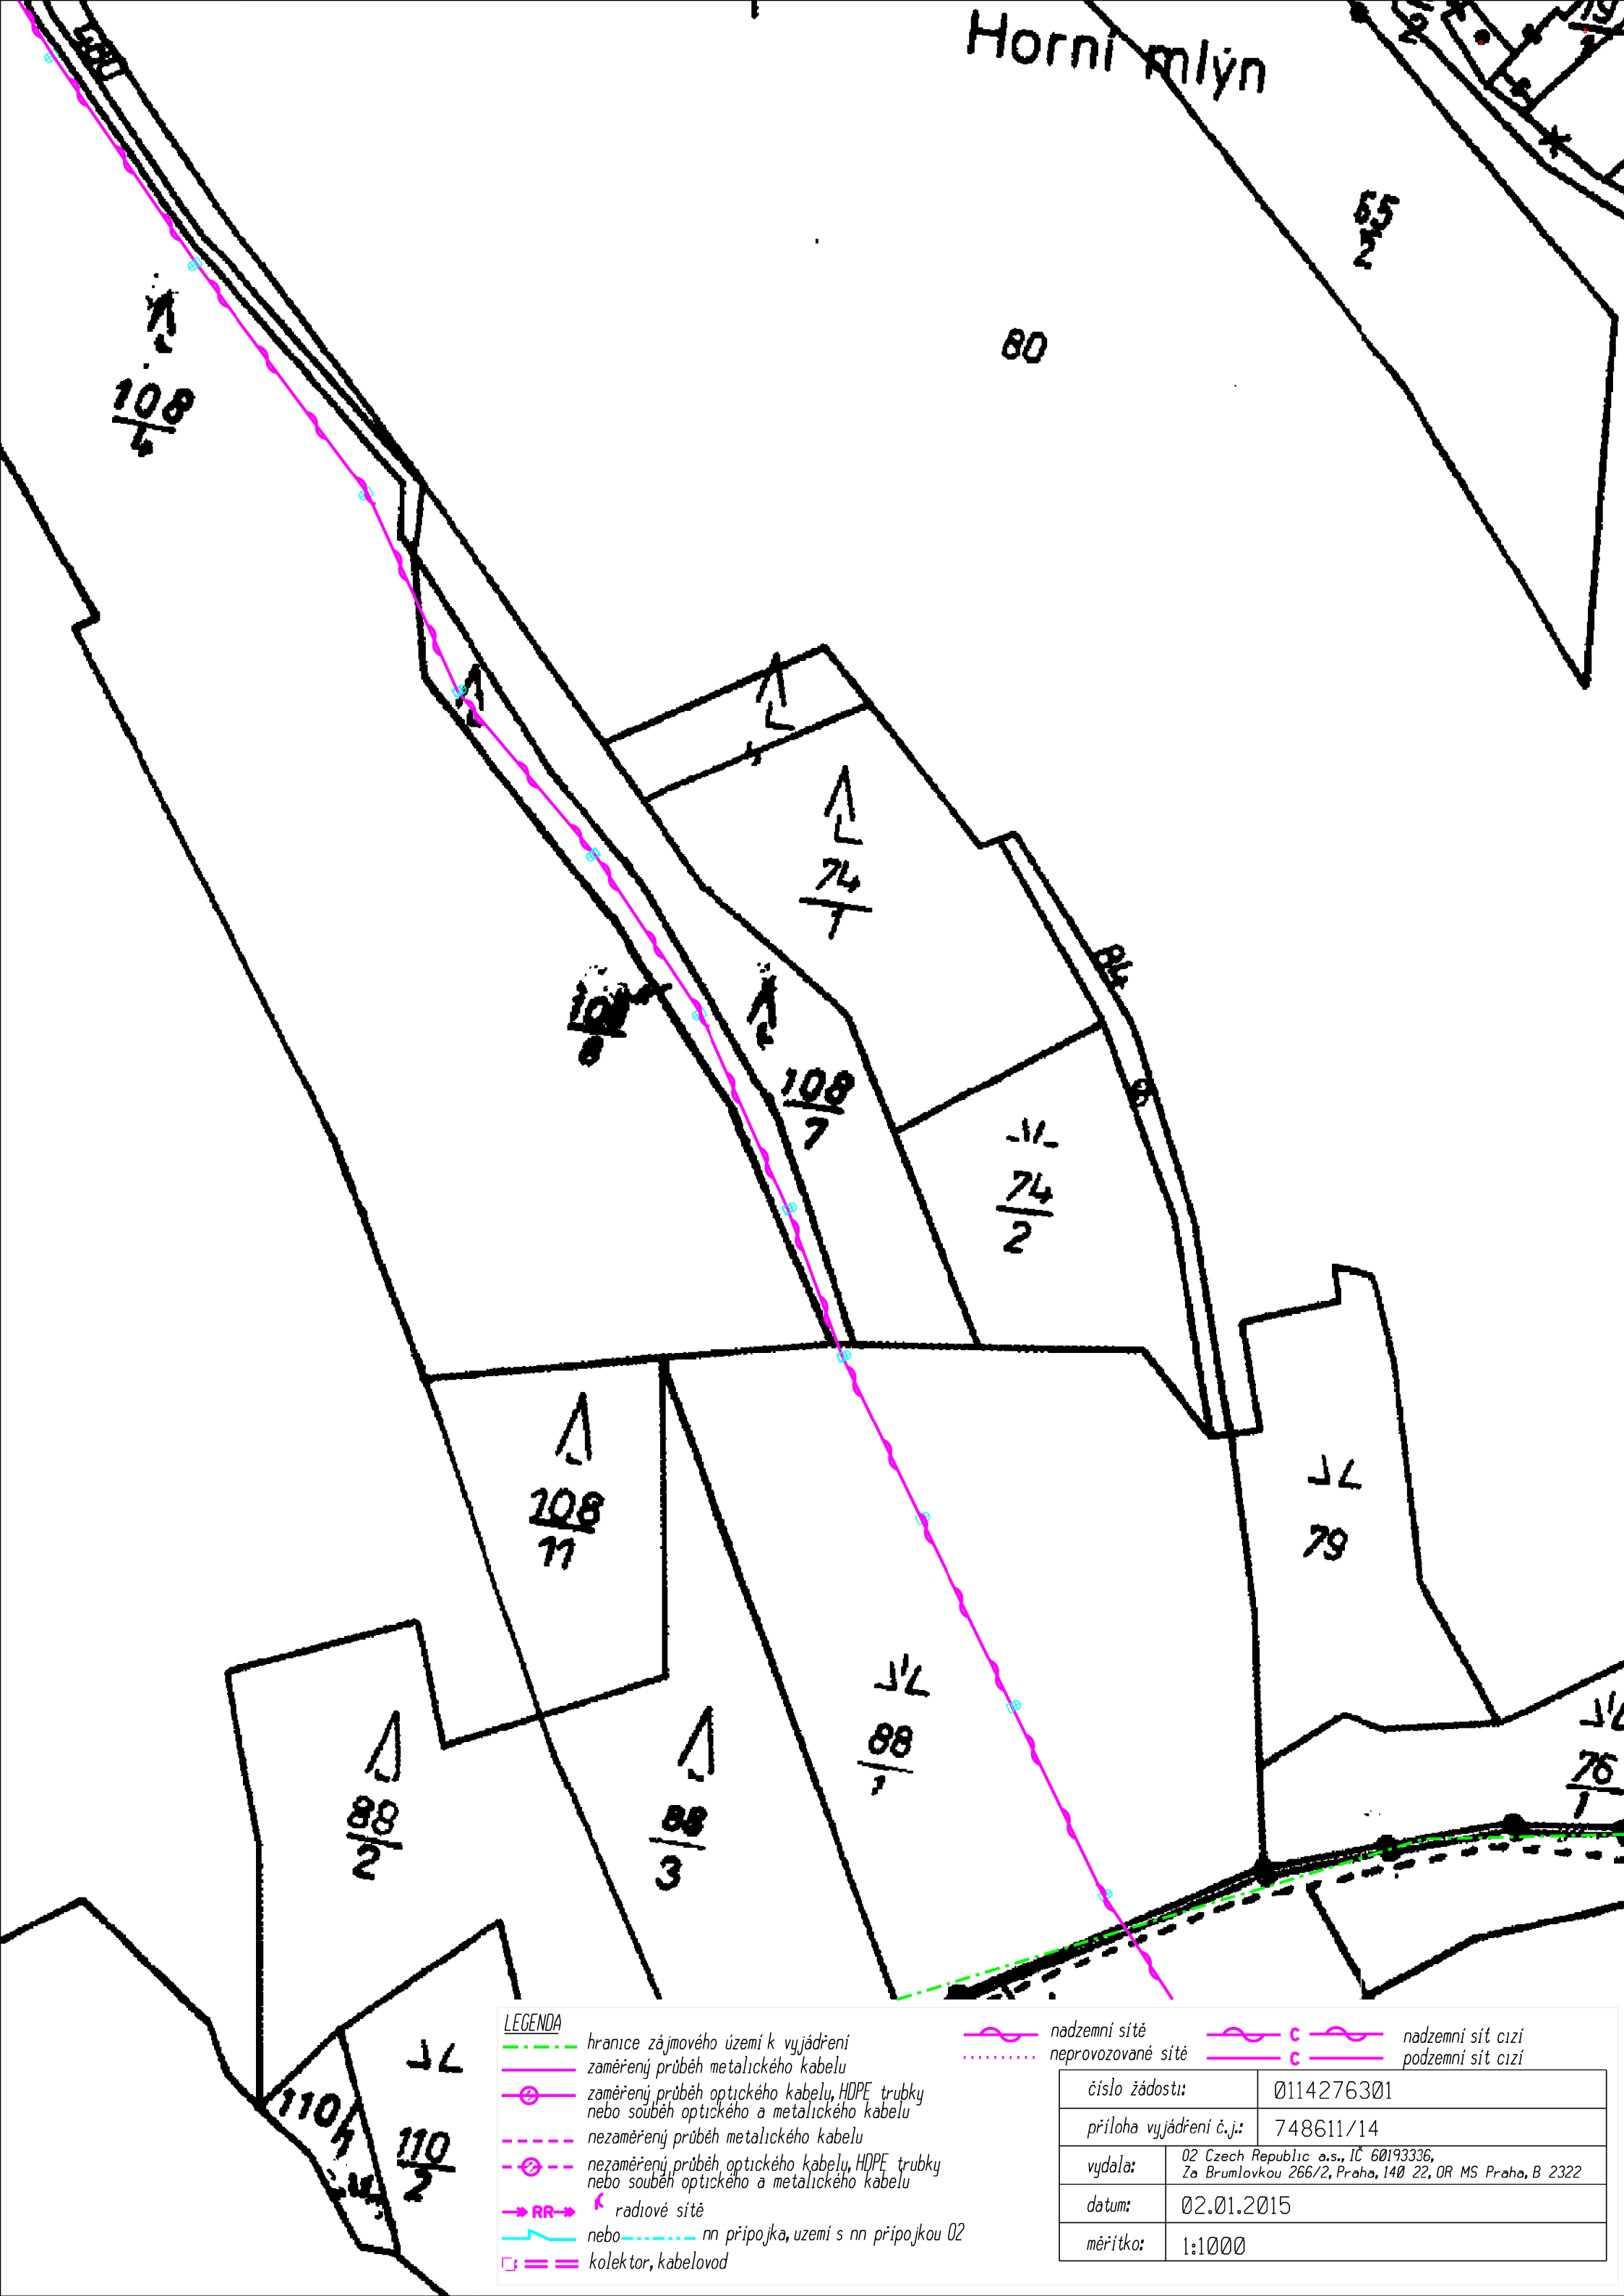 Horní mlýn
2
65
2
80
108
4
74
1
84
108
8
108
7
74
2
108
11
79
88
1
76
1
88
2
88
3
110
1
110
2
LEGENDA
hranice zájmového území k vyjádření
zaměřený průběh metalického kabelu
zaměřený průběh optického kabelu, HDPE trubky
nebo souběh optického a metalického kabelu
nezaměřený průběh metalického kabelu
nezaměřený průběh optického kabelu, HDPE trubky
nebo souběh optického a metalického kabelu
RR radiové sítě
nebo nn přípojka, uzemí s nn přípojkou O2
kolektor, kabelovod
nadzemní sítě
neprovozované sítě
C nadzemní sít cizí
C podzemní sít cizí
číslo žádosti: 0114276301
příloha vyjádření č.j.: 748611/14
vydala: O2 Czech Republic a.s., IČ 60193336,
Za Brumlovkou 266/2, Praha, 140 22, OR MS Praha, B 2322
datum: 02.01.2015
měřítko: 1:1000